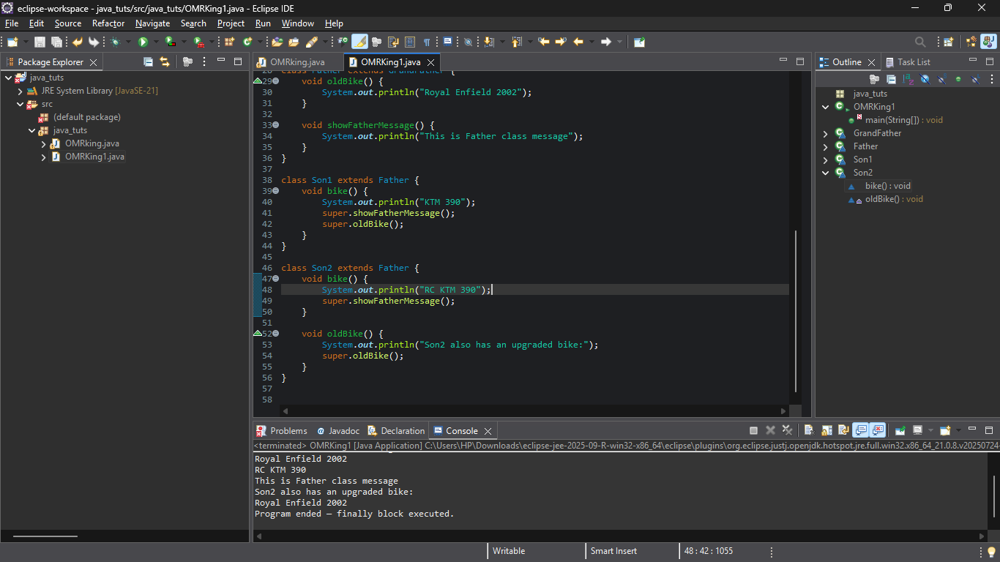 eclipse-workspace - java_tuts/src/java_tuts/OMRKing1.java - Eclipse IDE
File Edit Source Refactor Navigate Search Project Run Window Help
Package Explorer
java_tuts
JRE System Library [JavaSE-21]
src
(default package)
java_tuts
OMRking.java
OMRKing1.java
OMRking.java OMRKing1.java
28 class Father extends GrandFather {
29 void oldBike() {
30 System.out.println("Royal Enfield 2002");
31 }
32
33 void showFatherMessage() {
34 System.out.println("This is Father class message");
35 }
36 }
37
38 class Son1 extends Father {
39 void bike() {
40 System.out.println("KTM 390");
41 super.showFatherMessage();
42 super.oldBike();
43 }
44 }
45
46 class Son2 extends Father {
47 void bike() {
48 System.out.println("RC KTM 390");
49 super.showFatherMessage();
50 }
51
52 void oldBike() {
53 System.out.println("Son2 also has an upgraded bike:");
54 super.oldBike();
55 }
56 }
57
58
Outline Task List
java_tuts
OMRKing1
main(String[]) : void
GrandFather
Father
Son1
Son2
bike() : void
oldBike() : void
Problems Javadoc Declaration Console
<terminated> OMRKing1 [Java Application] C:\Users\HP\Downloads\eclipse-jee-2025-09-R-win32-x86_64\eclipse\plugins\org.eclipse.justj.openjdk.hotspot.jre.full.win32.x86_64_21.0.8.v20250724-
Royal Enfield 2002
RC KTM 390
This is Father class message
Son2 also has an upgraded bike:
Royal Enfield 2002
Program ended – finally block executed.
Writable Smart Insert 48 : 42 : 1055